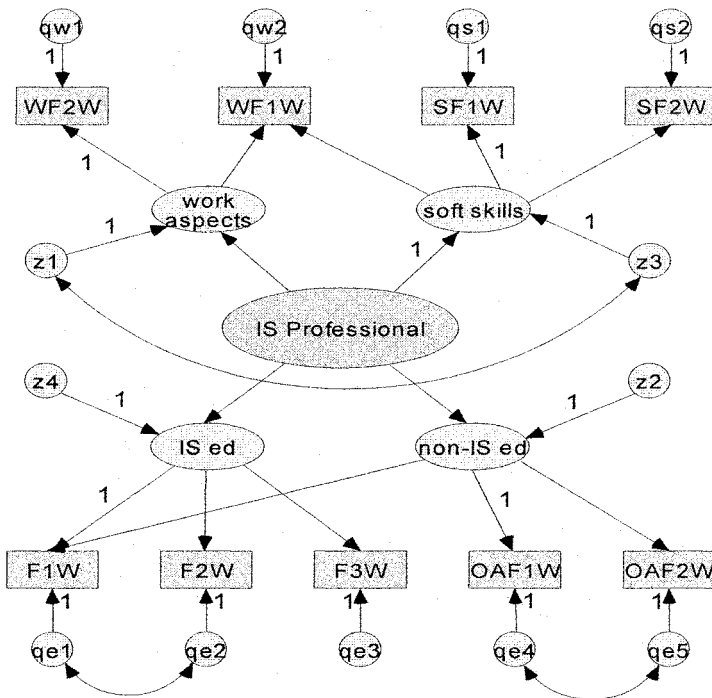 qw1 qw2 qs1 qs2
1 1 1 1
WF2W WF1W SF1W SF2W
1 1
work
aspects soft skills
1 1 1
z1 z3
IS Professional
z4 z2
1 1
IS ed non-IS ed
1 1
F1W F2W F3W OAF1W OAF2W
1 1 1 1 1
qe1 qe2 qe3 qe4 qe5